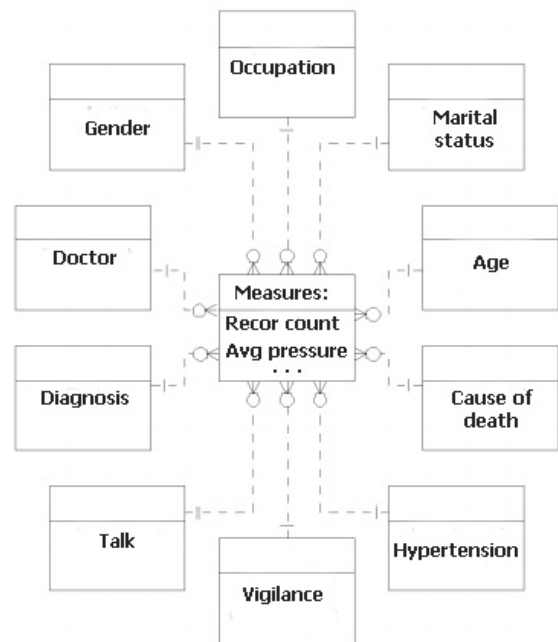 Occupation
Gender
Marital
status
Doctor
Age
Measures:
Recor count
Avg pressure
. . .
Diagnosis
Cause of
death
Talk
Hypertension
Vigilance